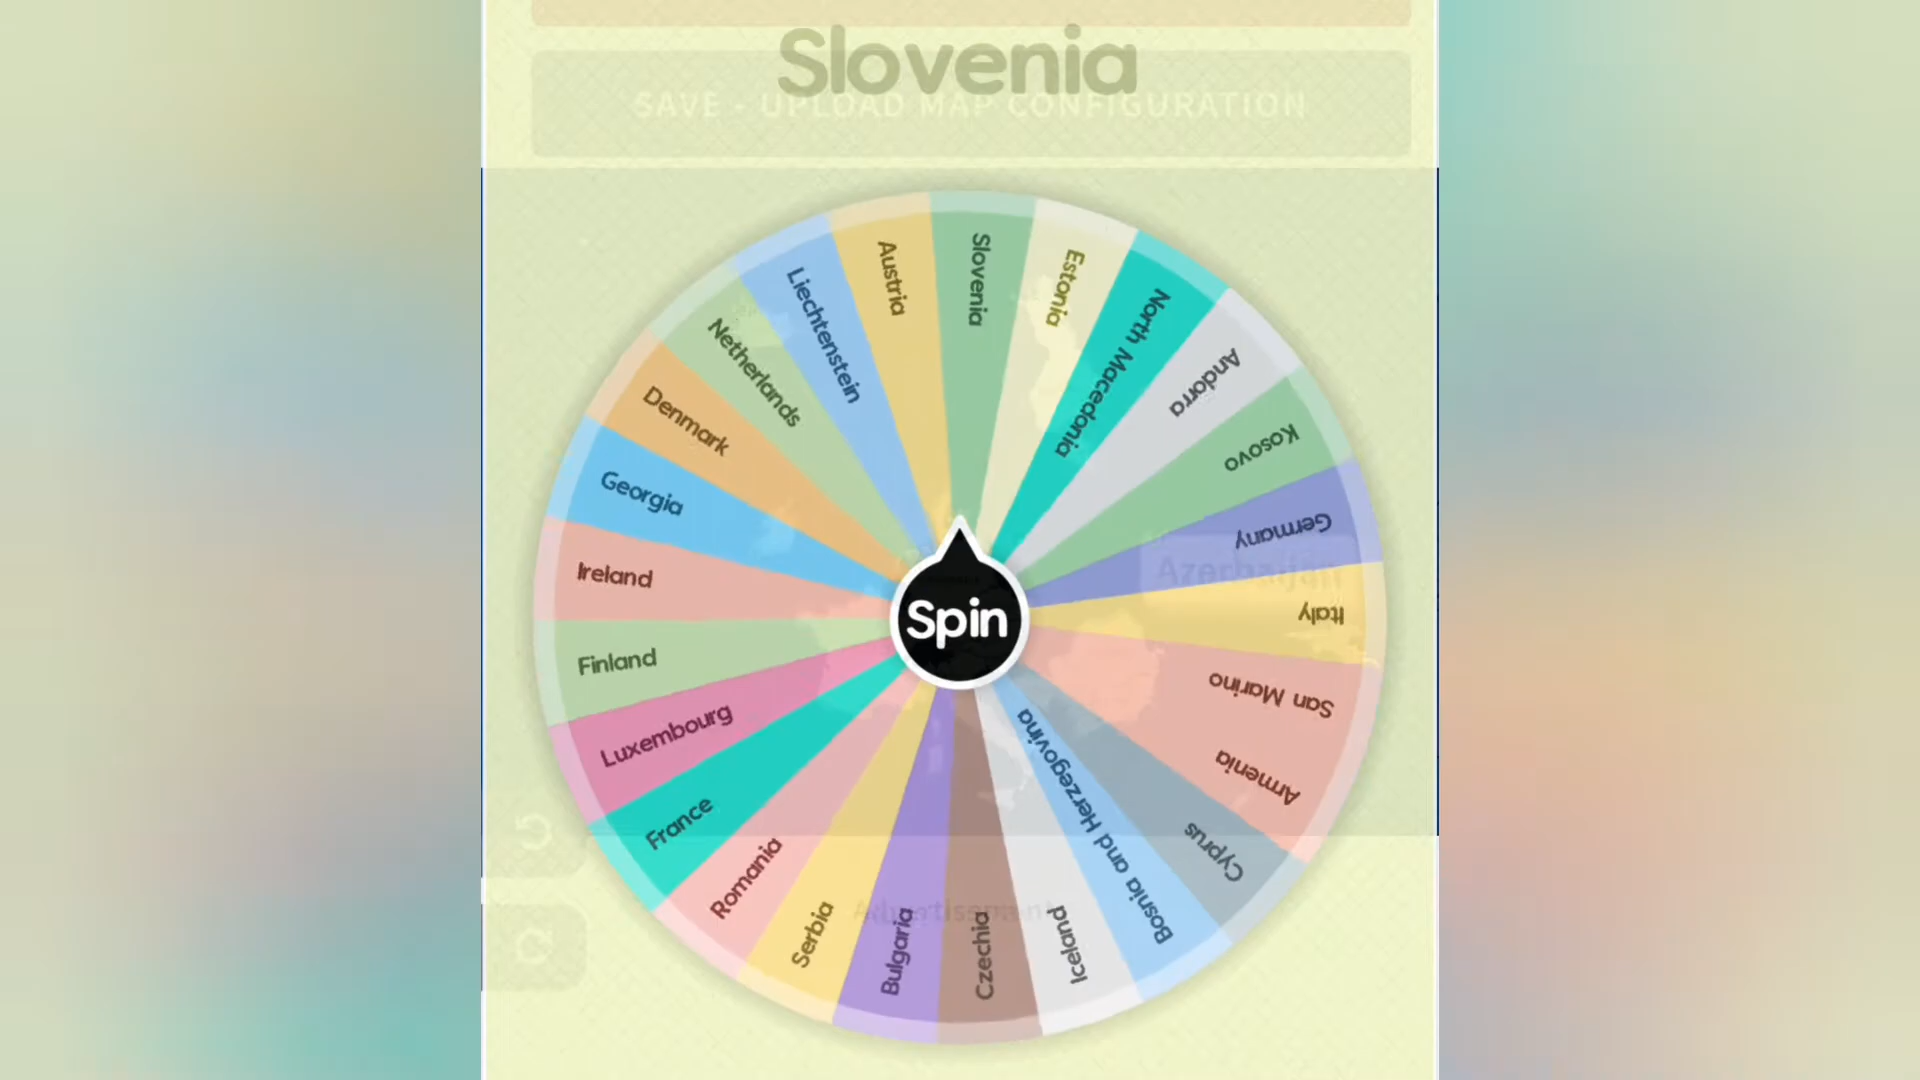 Slovenia
SAVE - UPLOAD MAP CONFIGURATION
Slovenia
Estonia
North Macedonia
Andorra
Kosovo
Germany
Italy
San Marino
Armenia
Cyprus
Bosnia and Herzegovina
Iceland
Czechia
Bulgaria
Serbia
Romania
France
Luxembourg
Finland
Ireland
Georgia
Denmark
Netherlands
Liechtenstein
Austria
Azerbaijan
Spin
Advertisement